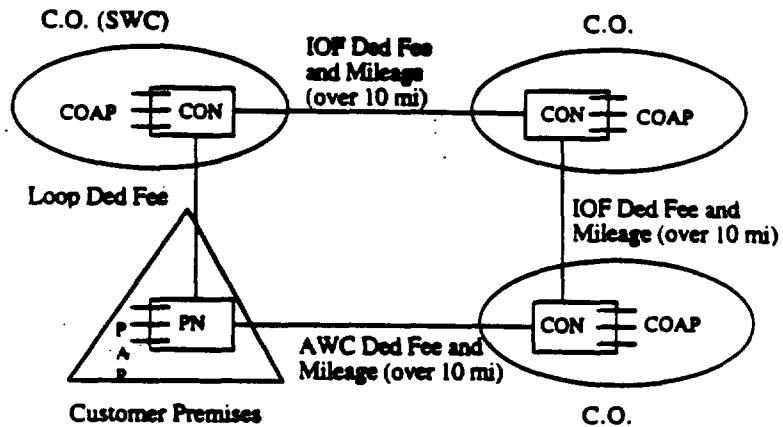 C.O. (SWC)
C.O.
IOF Ded Fee
and Mileage
(over 10 mi)
COAP
CON
CON
COAP
Loop Ded Fee
IOF Ded Fee and
Mileage (over 10 mi)
P
A
PN
CON
COAP
AWC Ded Fee and
Mileage (over 10 mi)
Customer Premises
C.O.